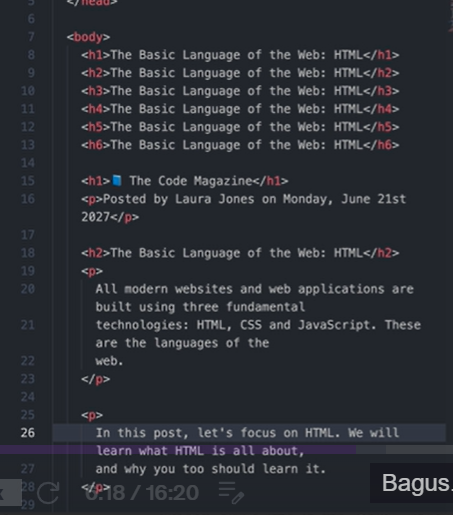 5 </head>
6
7 <body>
8 <h1>The Basic Language of the Web: HTML</h1>
9 <h2>The Basic Language of the Web: HTML</h2>
10 <h3>The Basic Language of the Web: HTML</h3>
11 <h4>The Basic Language of the Web: HTML</h4>
12 <h5>The Basic Language of the Web: HTML</h5>
13 <h6>The Basic Language of the Web: HTML</h6>
14
15 <h1>📘 The Code Magazine</h1>
16 <p>Posted by Laura Jones on Monday, June 21st
2027</p>
17
18 <h2>The Basic Language of the Web: HTML</h2>
19 <p>
20 All modern websites and web applications are
built using three fundamental
21 technologies: HTML, CSS and JavaScript. These
are the languages of the
22 web.
23 </p>
24
25 <p>
26 In this post, let's focus on HTML. We will
learn what HTML is all about,
27 and why you too should learn it.
28 </p>
29
6:18 / 16:20
Bagus.